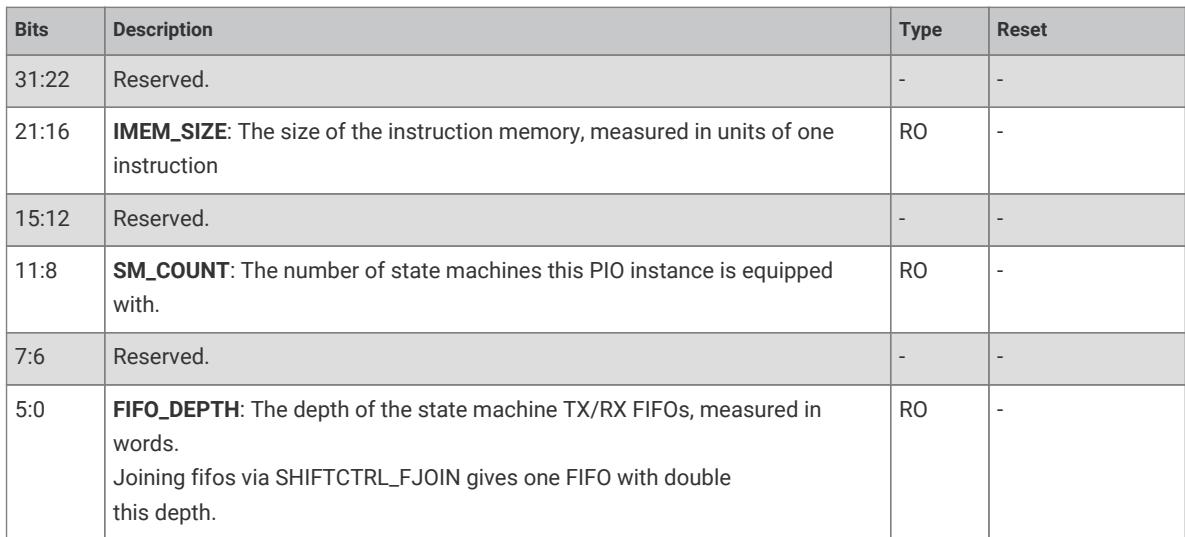 Bits Description Type Reset
31:22 Reserved. - -
21:16 IMEM_SIZE: The size of the instruction memory, measured in units of one RO -
instruction
15:12 Reserved. - -
11:8 SM_COUNT: The number of state machines this PIO instance is equipped RO -
with.
7:6 Reserved. - -
5:0 FIFO_DEPTH: The depth of the state machine TX/RX FIFOs, measured in RO -
words.
Joining fifos via SHIFTCTRL_FJOIN gives one FIFO with double
this depth.